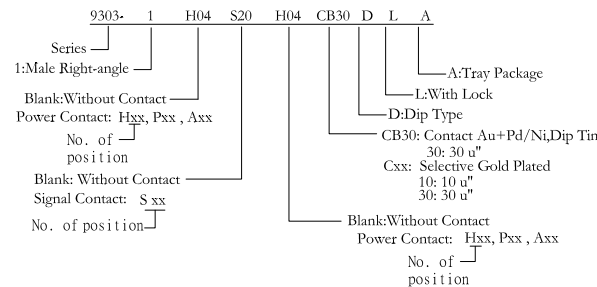 9303- 1 H04 S20 H04 CB30 D L A
Series
1:Male Right-angle
A:Tray Package
L:With Lock
Blank:Without Contact
Power Contact: Hxx, Pxx , Axx
D:Dip Type
No. of
position
CB30: Contact Au+Pd/Ni,Dip Tin
30: 30 u"
Cxx: Selective Gold Plated
10: 10 u"
30: 30 u"
Blank: Without Contact
Signal Contact: S xx
No. of position
Blank:Without Contact
Power Contact: Hxx, Pxx , Axx
No. of
position